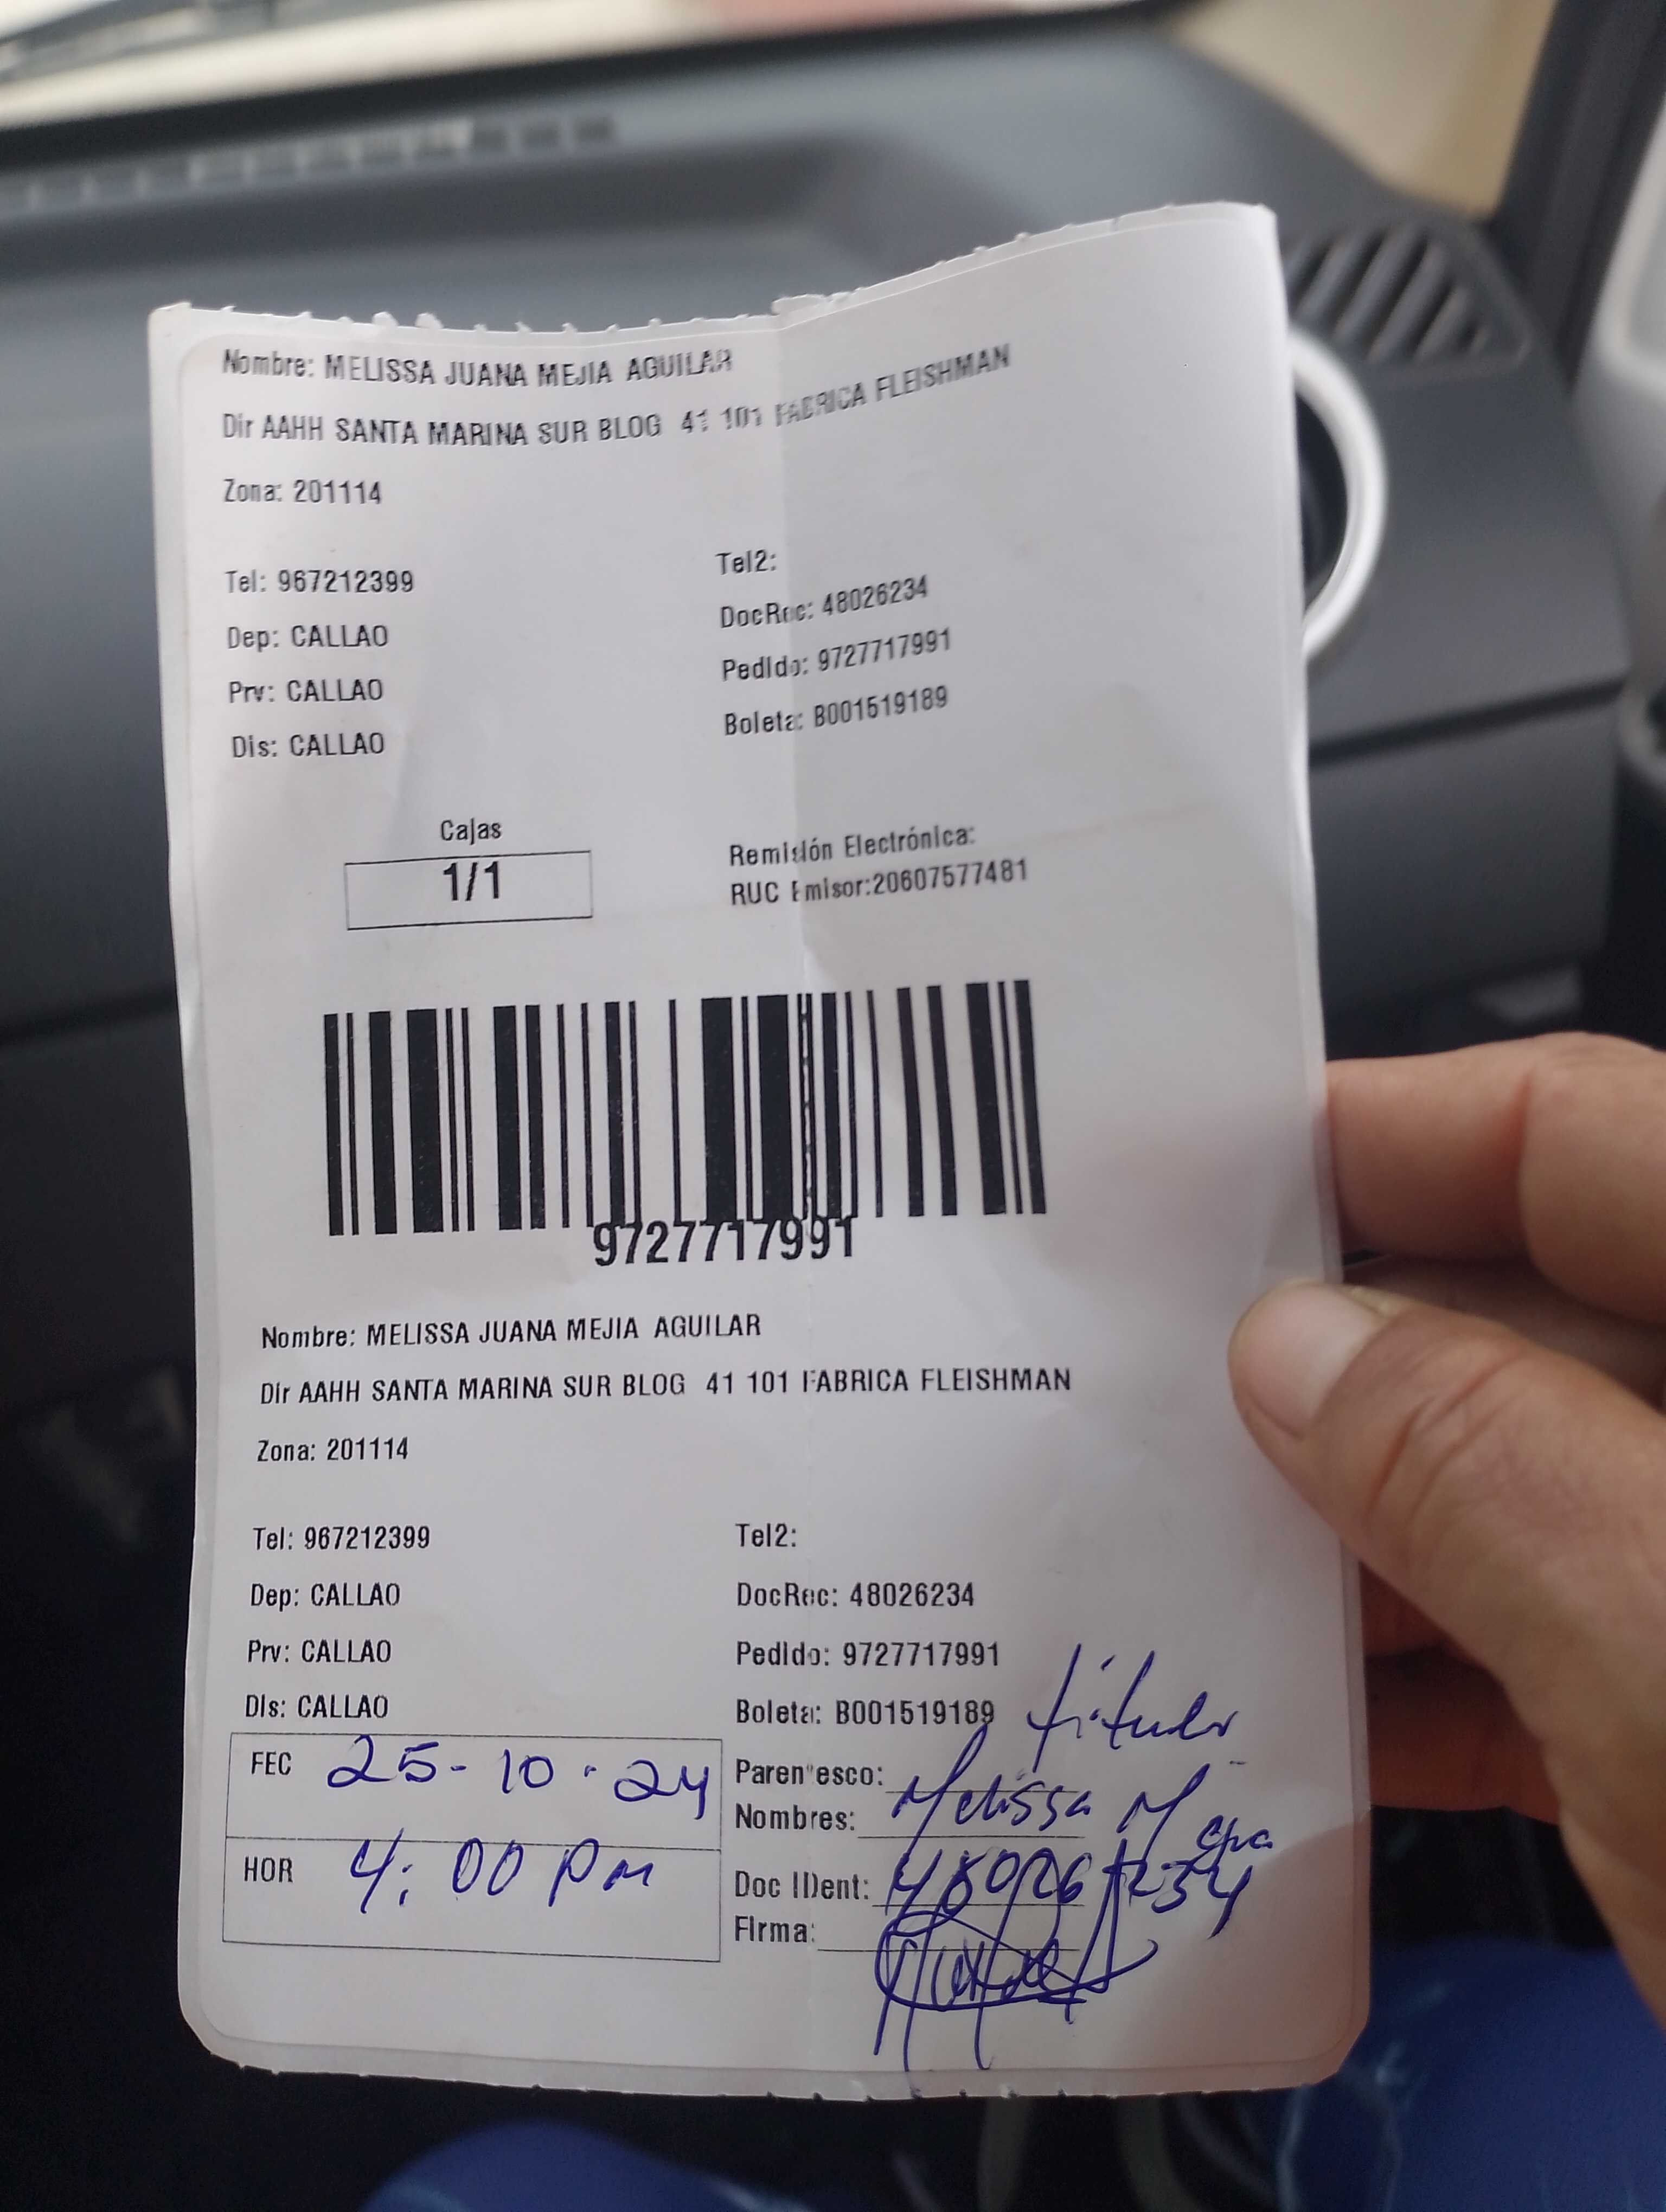 Nombre: MELISSA JUANA MEJIA AGUILAR
Dir AAHH SANTA MARINA SUR BLOG 41 101 FABRICA FLEISHMAN
Zona: 201114
Tel: 967212399
Tel2:
Dep: CALLAO
DocRec: 48026234
Prv: CALLAO
Pedido: 9727717991
Dis: CALLAO
Boleta: B001519189
Cajas
1/1
Remisión Electrónica:
RUC Emisor:20607577481
9727717991
Nombre: MELISSA JUANA MEJIA AGUILAR
Dir AAHH SANTA MARINA SUR BLOG 41 101 FABRICA FLEISHMAN
Zona: 201114
Tel: 967212399
Tel2:
Dep: CALLAO
DocRec: 48026234
Prv: CALLAO
Pedido: 9727717991
Dis: CALLAO
Boleta: B001519189
titular
FEC 25-10-24
Parentesco:
Nombres: Melissa M
HOR 4:00 Pm
Doc IDent: 48026234
Firma: